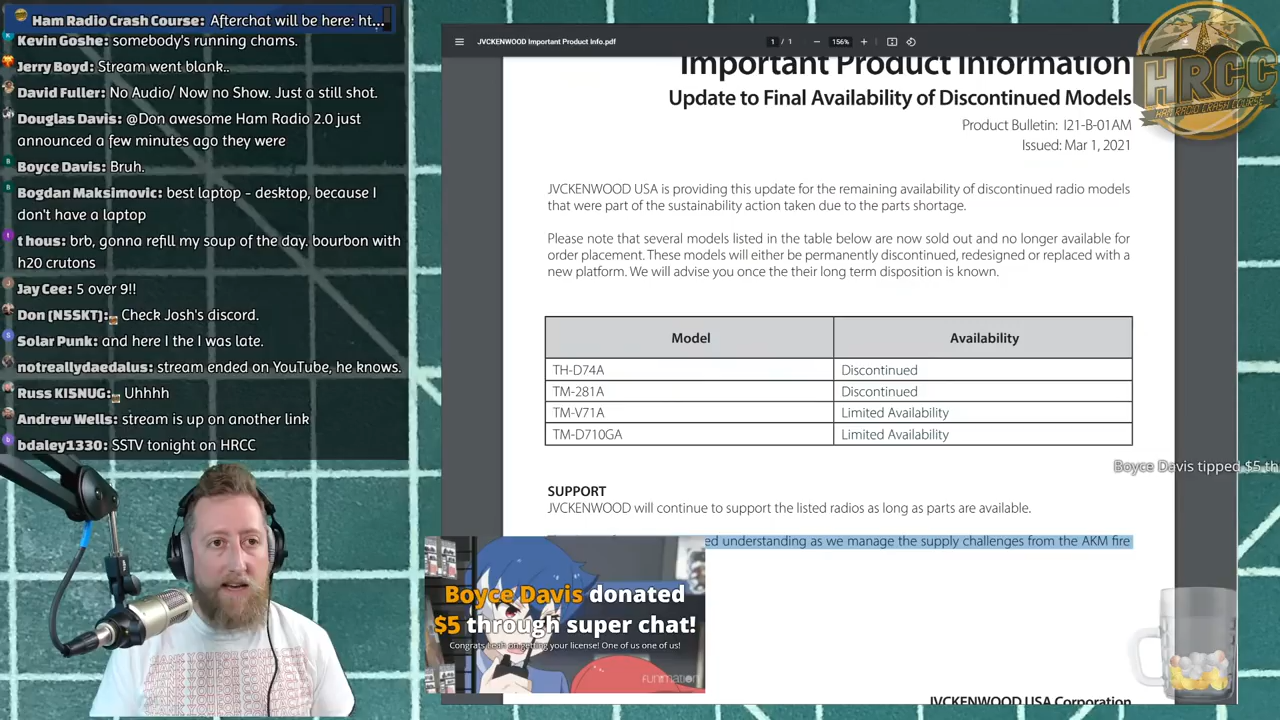 Ham Radio Crash Course: Afterchat will be here: ht...
Kevin Goshe: somebody's running chams.
Jerry Boyd: Stream went blank..
David Fuller: No Audio/ Now no Show. Just a still shot.
Douglas Davis: @Don awesome Ham Radio 2.0 just
announced a few minutes ago they were
Boyce Davis: Bruh.
Bogdan Maksimovic: best laptop - desktop, because I
don't have a laptop
t hous: brb, gonna refill my soup of the day. bourbon with
h20 crutons
Jay Cee: 5 over 9!!
Don (N5SKT): Check Josh's discord.
Solar Punk: and here I the I was late.
notreallydaedalus: stream ended on YouTube, he knows.
Russ KI5NUG: Uhhhh
Andrew Wells: stream is up on another link
bdaley1330: SSTV tonight on HRCC
JVCKENWOOD Important Product Info.pdf
1 / 1
156%
HRCC
HAM RADIO CRASH COURSE
Important Product Information
Update to Final Availability of Discontinued Models
Product Bulletin: I21-B-01AM
Issued: Mar 1, 2021
JVCKENWOOD USA is providing this update for the remaining availability of discontinued radio models
that were part of the sustainability action taken due to the parts shortage.
Please note that several models listed in the table below are now sold out and no longer available for
order placement. These models will either be permanently discontinued, redesigned or replaced with a
new platform. We will advise you once the their long term disposition is known.
Model Availability
TH-D74A Discontinued
TM-281A Discontinued
TM-V71A Limited Availability
TM-D710GA Limited Availability
Boyce Davis tipped $5 th
SUPPORT
JVCKENWOOD will continue to support the listed radios as long as parts are available.
ed understanding as we manage the supply challenges from the AKM fire
Boyce Davis donated
$5 through super chat!
Congrats Leah on getting your license! One of us one of us!
FUNIMATION
JVCKENWOOD USA Corporation